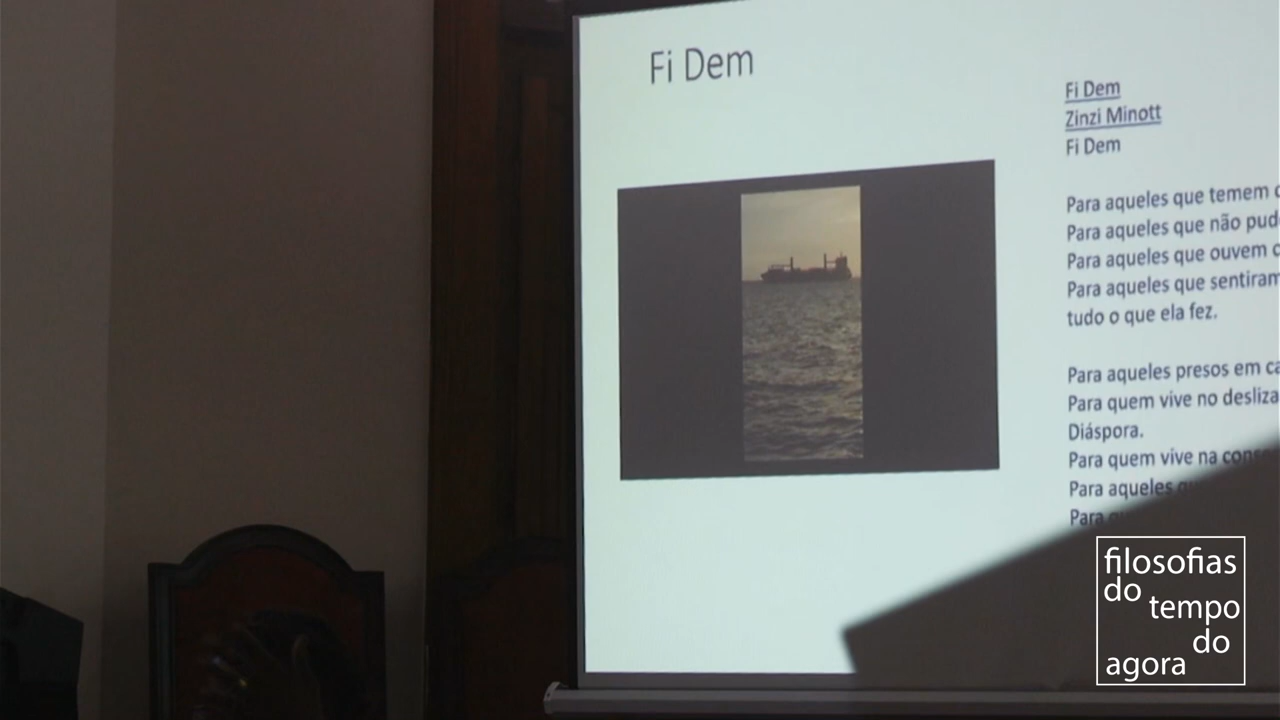 Fi Dem
Fi Dem
Zinzi Minott
Fi Dem
Para aqueles que temem
Para aqueles que não
Para aqueles que ouvem
Para aqueles que sentiram
tudo o que ela fez.
Para aqueles presos em
Para quem vive no
Diáspora.
Para quem vive na
Para aqueles
Para
filosofias
do
tempo
do
agora